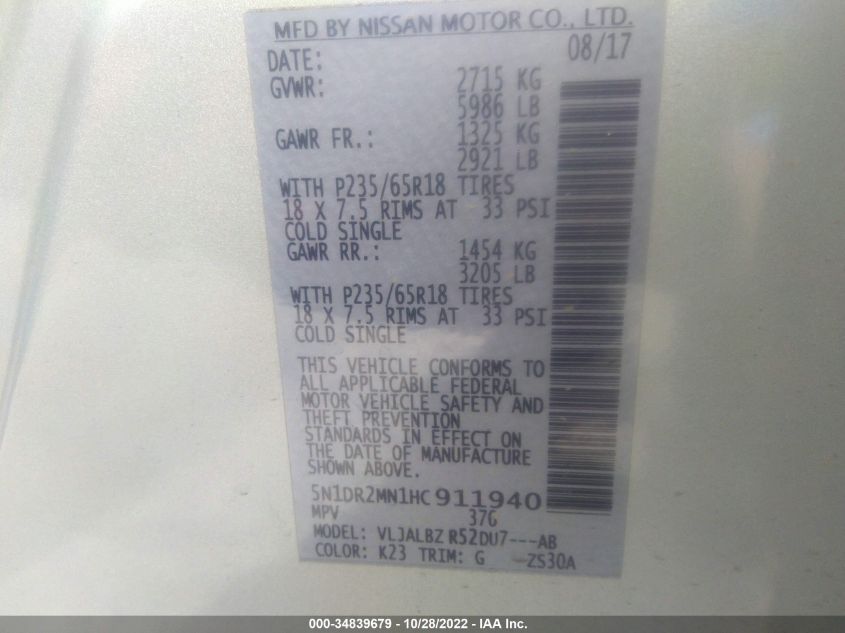 MFD BY NISSAN MOTOR CO., LTD.
DATE: 08/17
GVWR: 2715 KG
5986 LB
GAWR FR.: 1325 KG
2921 LB
WITH P235/65R18 TIRES
18 X 7.5 RIMS AT 33 PSI
COLD SINGLE
GAWR RR.: 1454 KG
3205 LB
WITH P235/65R18 TIRES
18 X 7.5 RIMS AT 33 PSI
COLD SINGLE
THIS VEHICLE CONFORMS TO
ALL APPLICABLE FEDERAL
MOTOR VEHICLE SAFETY AND
THEFT PREVENTION
STANDARDS IN EFFECT ON
THE DATE OF MANUFACTURE
SHOWN ABOVE.
5N1DR2MN1HC911940
MPV 376
MODEL: VLJALBZ R52DU7---AB
COLOR: K23 TRIM: G -ZS30A
000-34839679 - 10/28/2022 - IAA Inc.